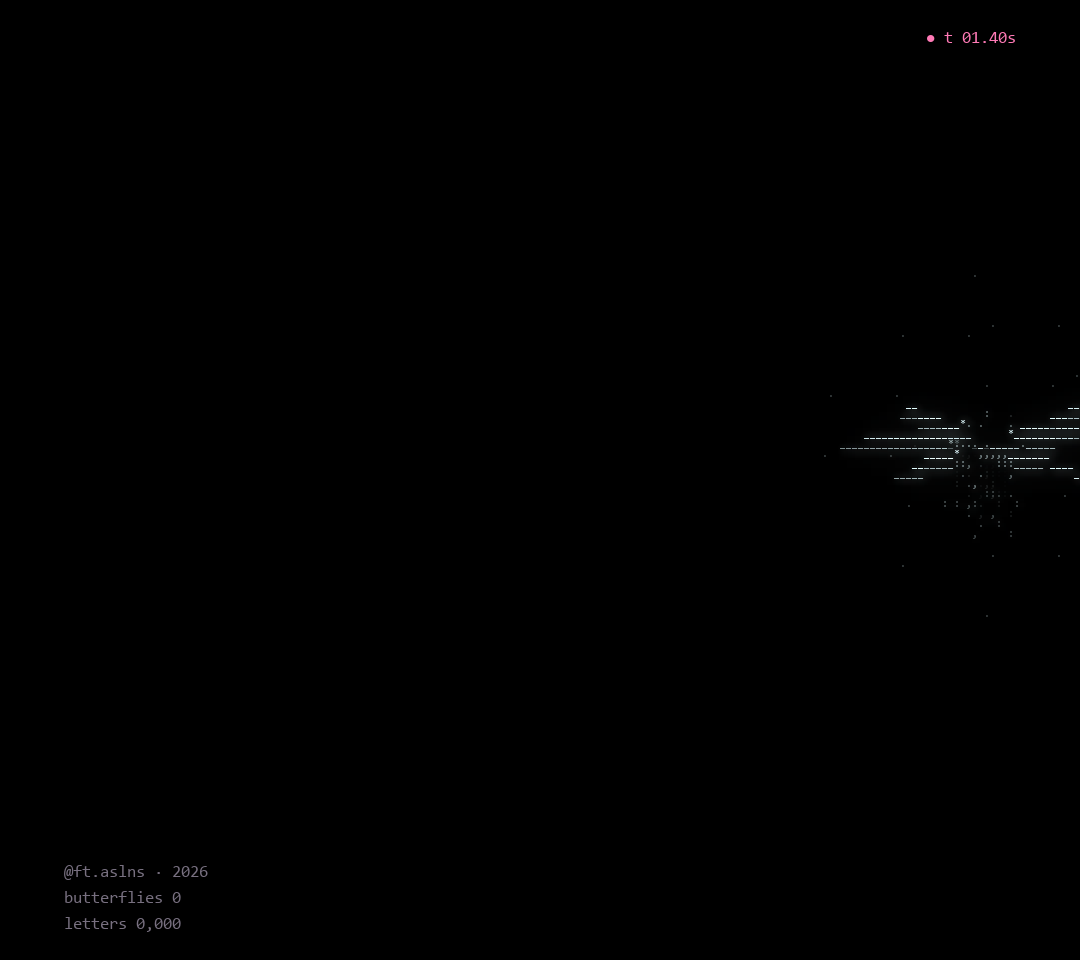 ● t 01.40s
@ft.aslns · 2026
butterflies 0
letters 0,000